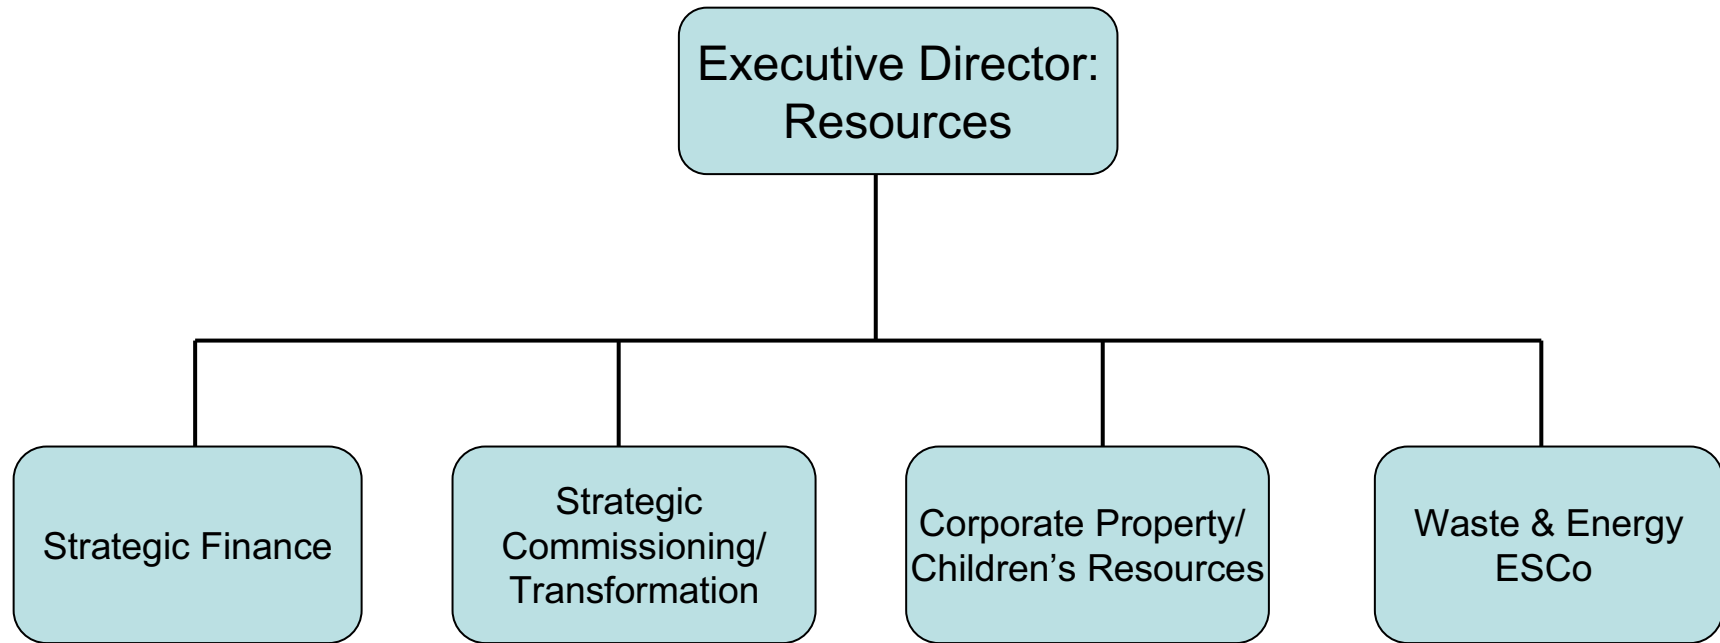 Executive Director:
Resources
Strategic Finance
Strategic
Commissioning/
Transformation
Corporate Property/
Children’s Resources
Waste & Energy
ESCo